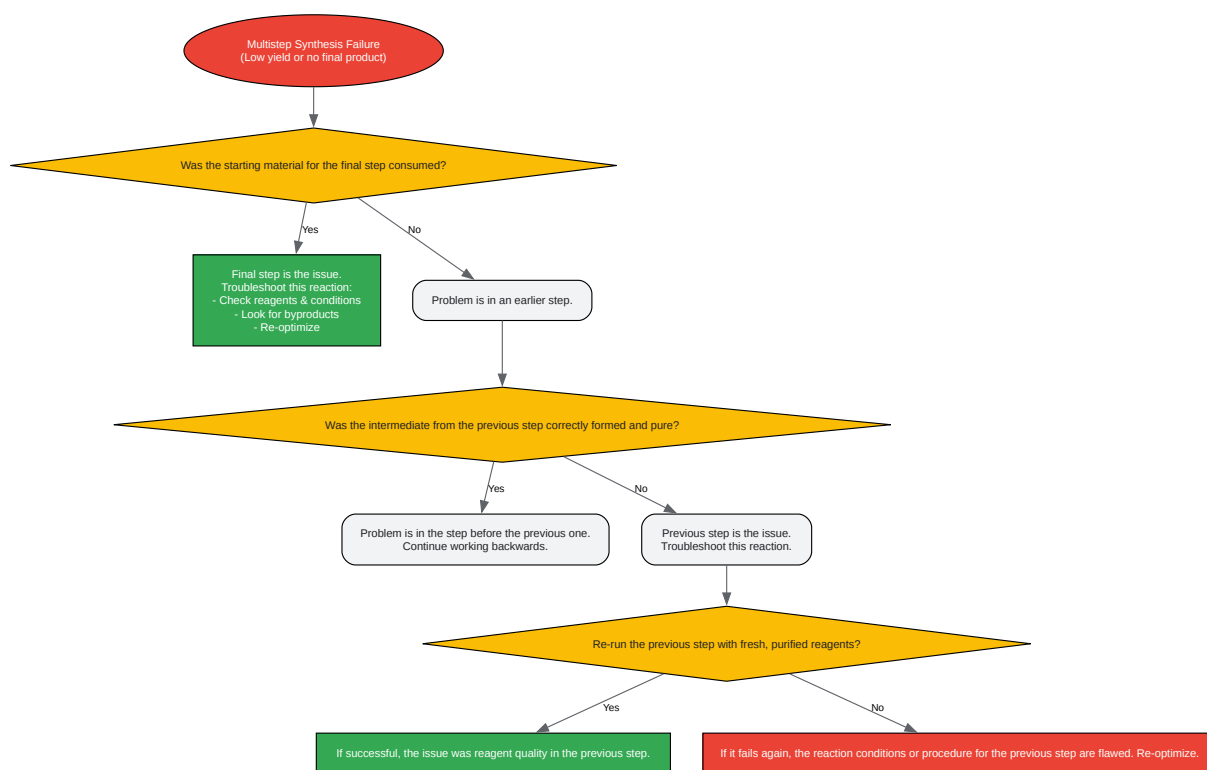 Multistep Synthesis Failure
(Low yield or no final product)
Was the starting material for the final step consumed?
Yes
No
Final step is the issue.
Troubleshoot this reaction:
- Check reagents & conditions
- Look for byproducts
- Re-optimize
Problem is in an earlier step.
Was the intermediate from the previous step correctly formed and pure?
Yes
No
Problem is in the step before the previous one.
Continue working backwards.
Previous step is the issue.
Troubleshoot this reaction.
Re-run the previous step with fresh, purified reagents?
Yes
No
If successful, the issue was reagent quality in the previous step.
If it fails again, the reaction conditions or procedure for the previous step are flawed. Re-optimize.